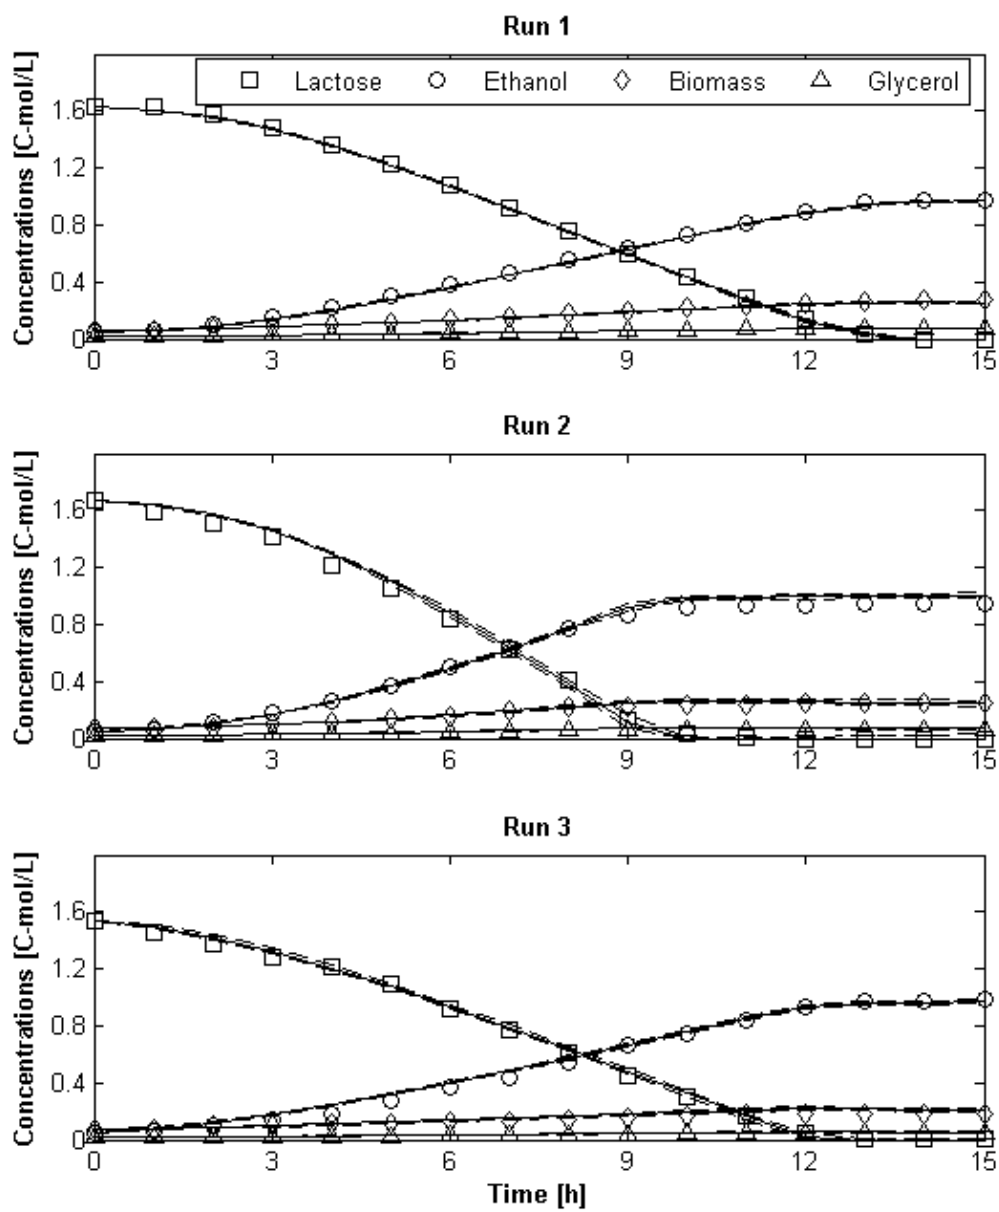 Run 1
Lactose Ethanol Biomass Glycerol
Concentrations [C-mol/L]
1.6
1.2
0.8
0.4
0
0 3 6 9 12 15
Run 2
Concentrations [C-mol/L]
1.6
1.2
0.8
0.4
0
0 3 6 9 12 15
Run 3
Concentrations [C-mol/L]
1.6
1.2
0.8
0.4
0
0 3 6 9 12 15
Time [h]